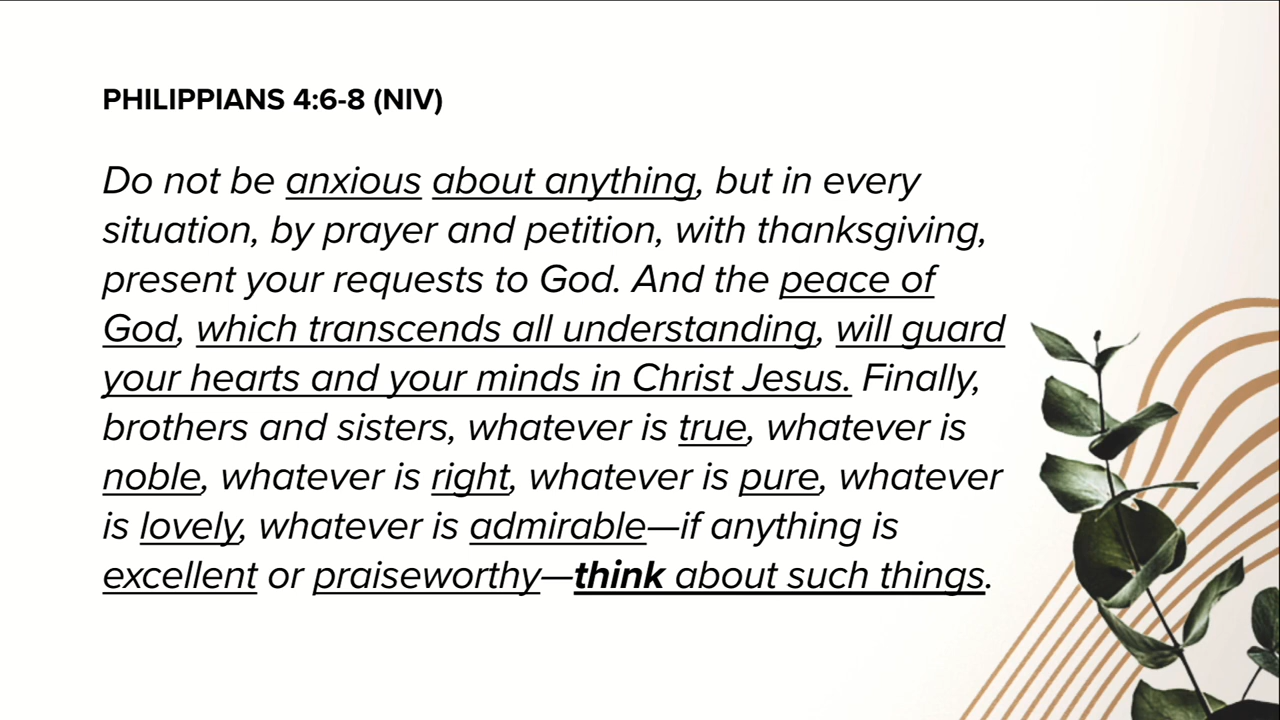 PHILIPPIANS 4:6-8 (NIV)
Do not be anxious about anything, but in every
situation, by prayer and petition, with thanksgiving,
present your requests to God. And the peace of
God, which transcends all understanding, will guard
your hearts and your minds in Christ Jesus. Finally,
brothers and sisters, whatever is true, whatever is
noble, whatever is right, whatever is pure, whatever
is lovely, whatever is admirable—if anything is
excellent or praiseworthy—think about such things.